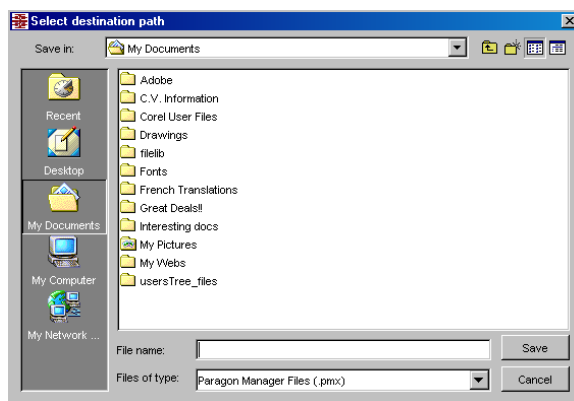 Select destination path
Save in: My Documents
Recent
Desktop
My Documents
My Computer
My Network ...
Adobe
C.V. Information
Corel User Files
Drawings
filelib
Fonts
French Translations
Great Deals!!
Interesting docs
My Pictures
My Webs
usersTree_files
File name: Save
Files of type: Paragon Manager Files (.pmx) Cancel